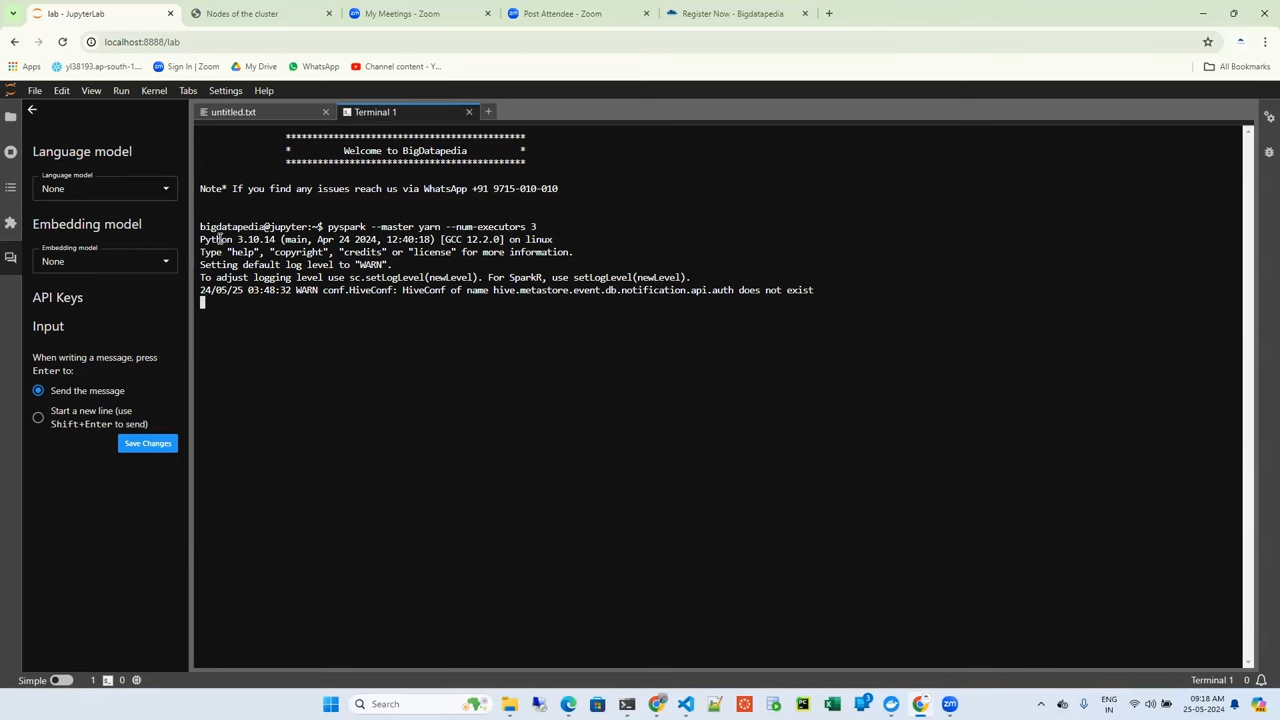 lab - JupyterLab
Nodes of the cluster
My Meetings - Zoom
Post Attendee - Zoom
Register Now - Bigdatapedia
localhost:8888/lab
Apps
yl38193.ap-south-1....
Sign In | Zoom
My Drive
WhatsApp
Channel content - Y...
All Bookmarks
File Edit View Run Kernel Tabs Settings Help
untitled.txt
Terminal 1
Language model
Language model
None
Embedding model
Embedding model
None
API Keys
Input
When writing a message, press
Enter to:
Send the message
Start a new line (use
Shift+Enter to send)
Save Changes
*********************************************
* Welcome to BigDatapedia *
*********************************************
Note* If you find any issues reach us via WhatsApp +91 9715-010-010
bigdatapedia@jupyter:~$ pyspark --master yarn --num-executors 3
Python 3.10.14 (main, Apr 24 2024, 12:40:18) [GCC 12.2.0] on linux
Type "help", "copyright", "credits" or "license" for more information.
Setting default log level to "WARN".
To adjust logging level use sc.setLogLevel(newLevel). For SparkR, use setLogLevel(newLevel).
24/05/25 03:48:32 WARN conf.HiveConf: HiveConf of name hive.metastore.event.db.notification.api.auth does not exist
Simple
1
0
Terminal 1 0
Search
ENG
IN
09:18 AM
25-05-2024